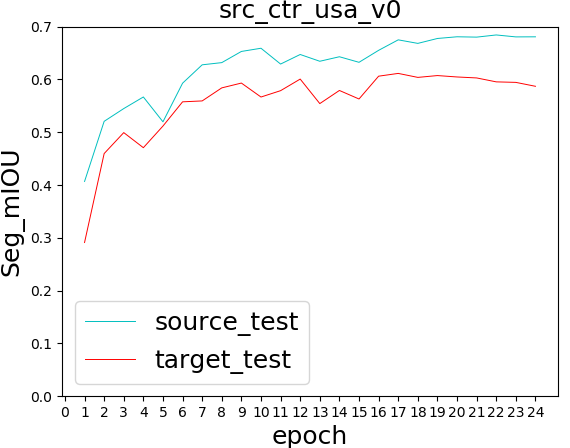 src_ctr_usa_v0
Seg_mIOU
0.7
0.6
0.5
0.4
0.3
0.2
0.1
0.0
source_test
target_test
0 1 2 3 4 5 6 7 8 9 10 11 12 13 14 15 16 17 18 19 20 21 22 23 24
epoch